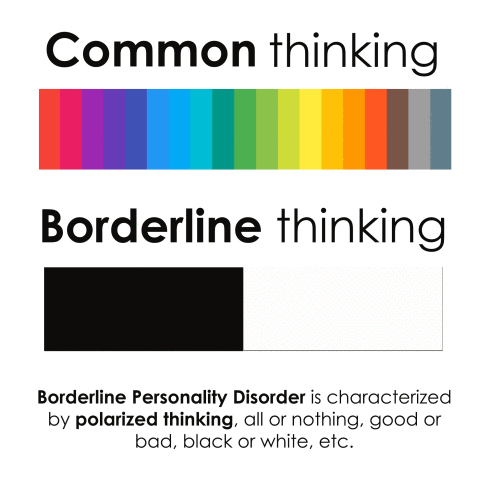 Common thinking
Borderline thinking
Borderline Personality Disorder is characterized
by polarized thinking, all or nothing, good or
bad, black or white, etc.